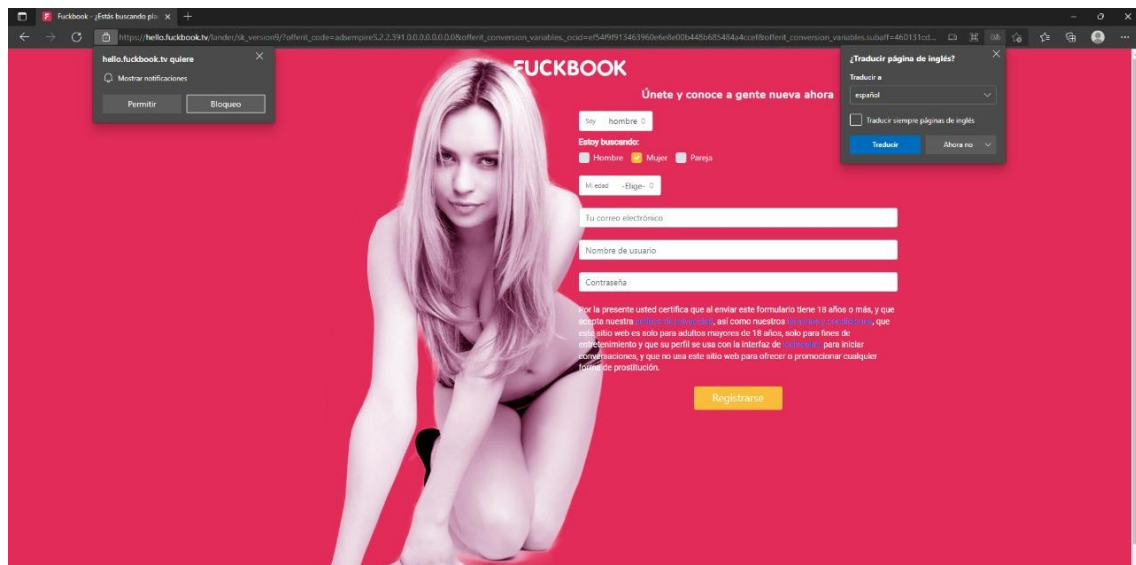 Fuckbook - ¿Estás buscando pla
https://hello.fuckbook.tv/lander/sk_version9/?offerit_code=adsempire5.2.2.391.0.0.0.0.0.0.0&offerit_conversion_variables.
hello.fuckbook.tv quiere
Mostrar notificaciones
Permitir
Bloqueo
¿Traducir página de inglés?
Traducir a
español
Traducir siempre páginas de inglés
Traducir
Ahora no
FUCKBOOK
Únete y conoce a gente nueva ahora
Soy hombre
Estoy buscando:
Hombre Mujer Pareja
Mi edad -Elige-
Tu correo electrónico
Nombre de usuario
Contraseña
Por la presente usted certifica que al enviar este formulario tiene 18 años o más, y que
acepta nuestra política de privacidad, así como nuestros términos y condiciones, que
este sitio web es solo para adultos mayores de 18 años, solo para fines de
entretenimiento y que su perfil se usa con la interfaz de para iniciar
conversaciones, y que no usa este sitio web para ofrecer o promocionar cualquier
forma de prostitución.
Registrarse